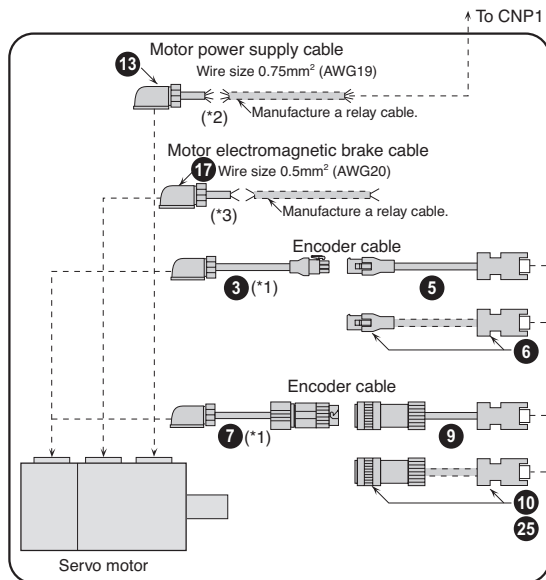 To CNP1
Motor power supply cable
13
Wire size 0.75mm² (AWG19)
(*2)
Manufacture a relay cable.
Motor electromagnetic brake cable
17 Wire size 0.5mm² (AWG20)
(*3)
Manufacture a relay cable.
Encoder cable
3 (*1)
5
6
Encoder cable
7 (*1)
9
10
25
Servo motor